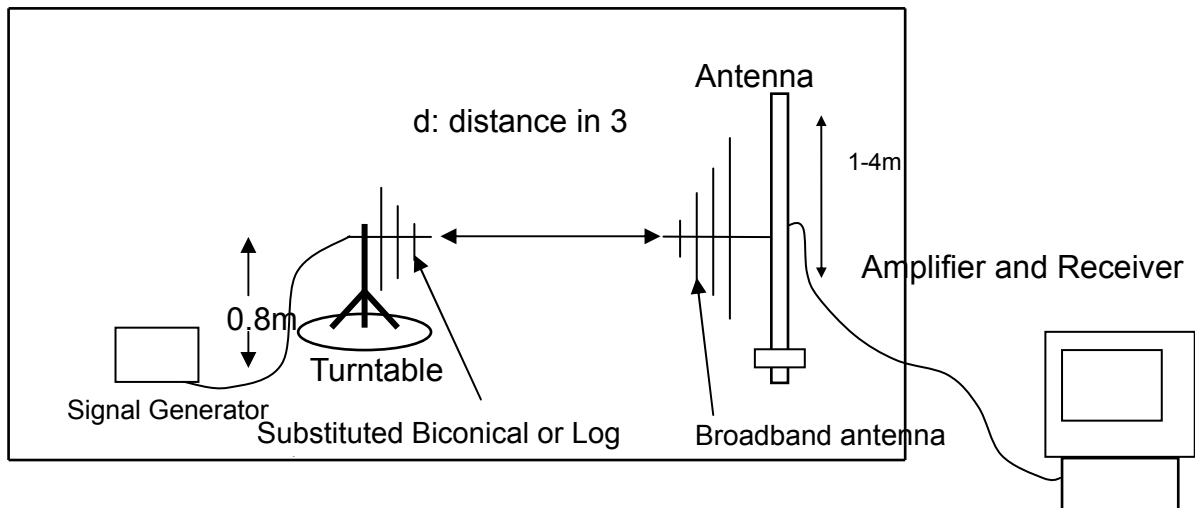 Antenna
d: distance in 3
1-4m
Amplifier and Receiver
0.8m
Turntable
Signal Generator
Substituted Biconical or Log
Broadband antenna